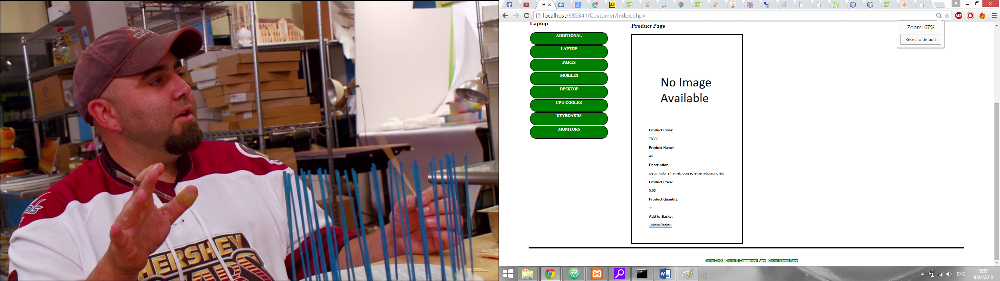 HERSHEY
H
AA
PMA
localhost/685341/Customer/index.php#
ABP
Zoom: 67%
Reset to default
Laptop
ADDITIONAL
LAPTOP
PARTS
MOBILES
DESKTOP
CPU COOLER
KEYBOARDS
MONITORS
Product Page
No Image
Available
Product Code:
78388
Product Name:
Ali
Description:
ipsum dolor sit amet, consectetuer adipiscing elit
Product Price:
0.00
Product Quantity:
11
Add to Basket
Add to Basket
Go to CMS | Go to E-Commerce Page | Go to Admin Page
ENG
15:56
18/04/2015